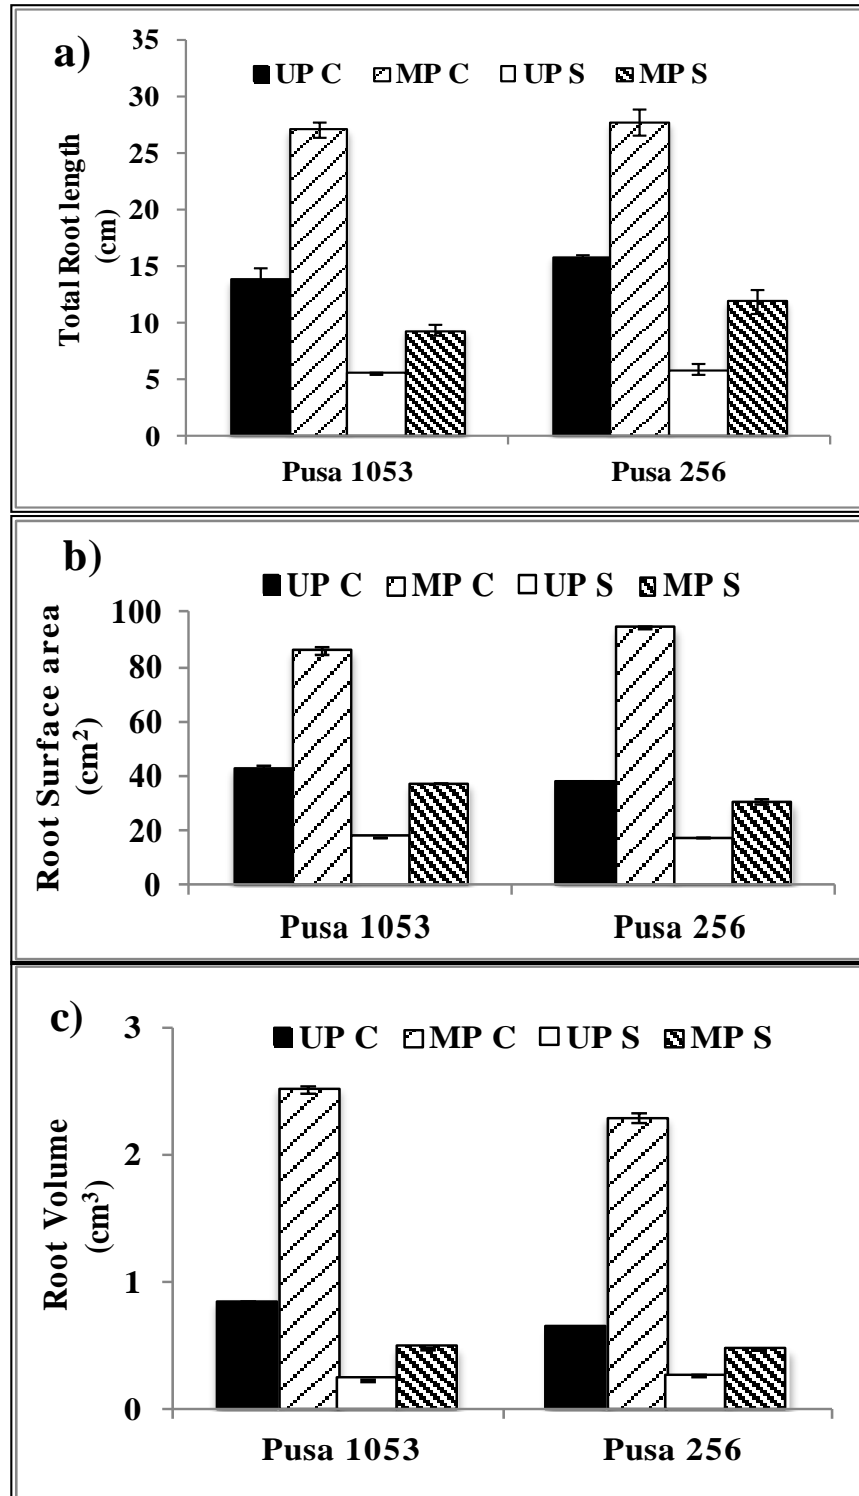 a)
UP C MP C UP S MP S
35
30
25
20
15
10
5
0
Total Root length
(cm)
Pusa 1053 Pusa 256
b)
UP C MP C UP S MP S
100
80
60
40
20
0
Root Surface area
(cm²)
Pusa 1053 Pusa 256
c)
UP C MP C UP S MP S
3
2
1
0
Root Volume
(cm³)
Pusa 1053 Pusa 256